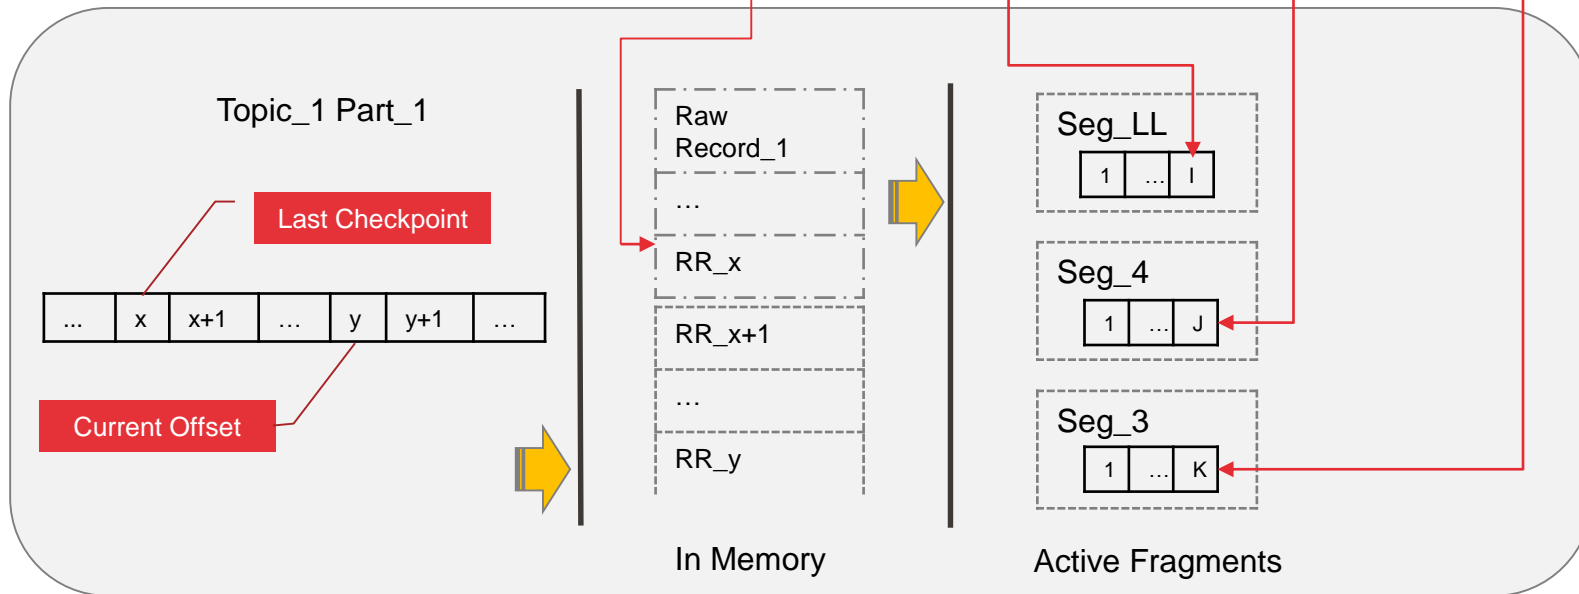 Topic_1 Part_1
Last Checkpoint
... x x+1 ... y y+1 ...
Current Offset
Raw
Record_1
...
RR_x
RR_x+1
...
RR_y
In Memory
Seg_LL
1 ... I
Seg_4
1 ... J
Seg_3
1 ... K
Active Fragments